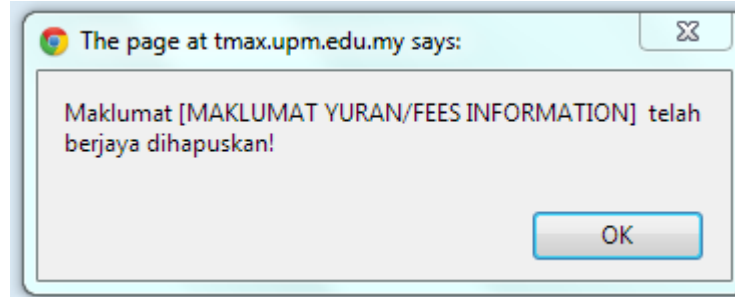 The page at tmax.upm.edu.my says:
Maklumat [MAKLUMAT YURAN/FEES INFORMATION] telah
berjaya dihapuskan!
OK